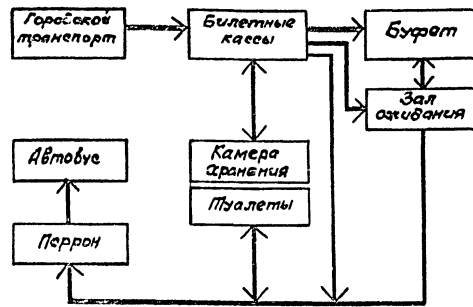 Городской
транспорт
Билетные
кассы
Буфет
Зал
ожидания
Камера
хранения
Туалеты
Автобус
Перрон